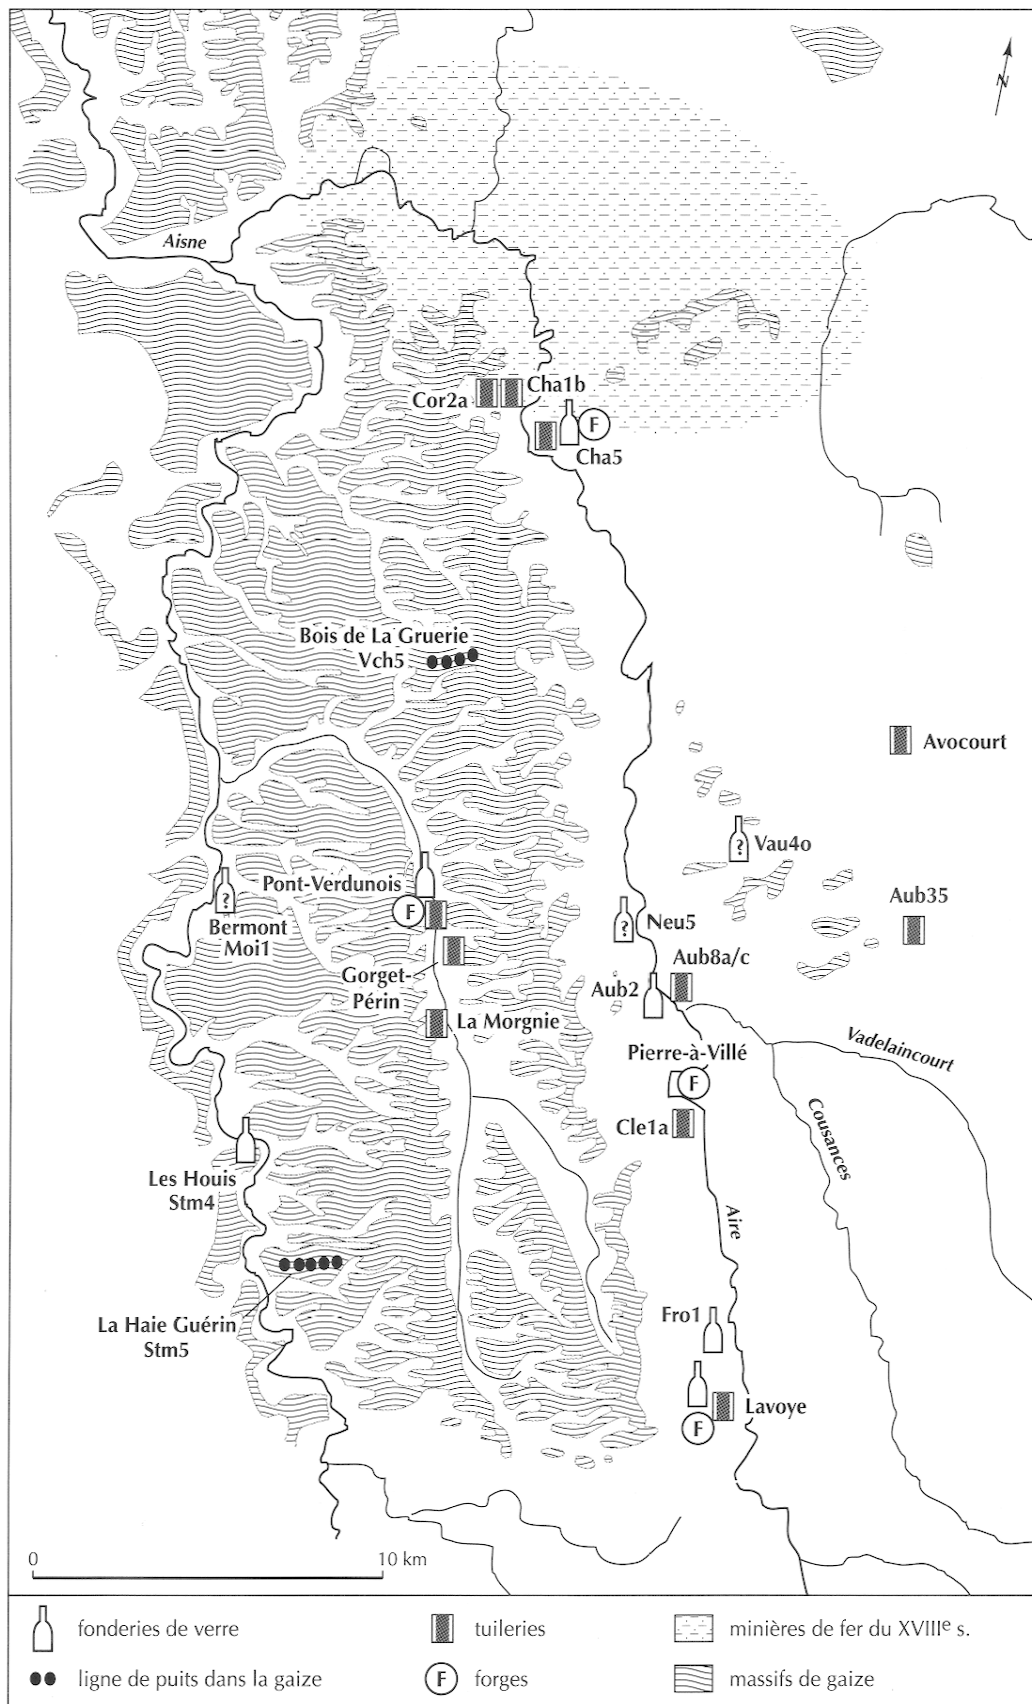 N
Aisne
Cha1b
Cor2a
F
Cha5
Bois de La Gruerie
Vch5
Avocourt
?
Vau4o
Pont-Verdunois
?
F
Bermont
Moi1
?
Neu5
Aub35
Aub8a/c
Gorget-
Périn
Aub2
La Morgnie
Vadelaincourt
Pierre-à-Villé
F
Cousances
Cle1a
Les Houis
Stm4
Aire
La Haie Guérin
Stm5
Fro1
Lavoye
F
0 10 km
fonderies de verre
tuileries
minières de fer du XVIIIe s.
ligne de puits dans la gaize
F forges
massifs de gaize